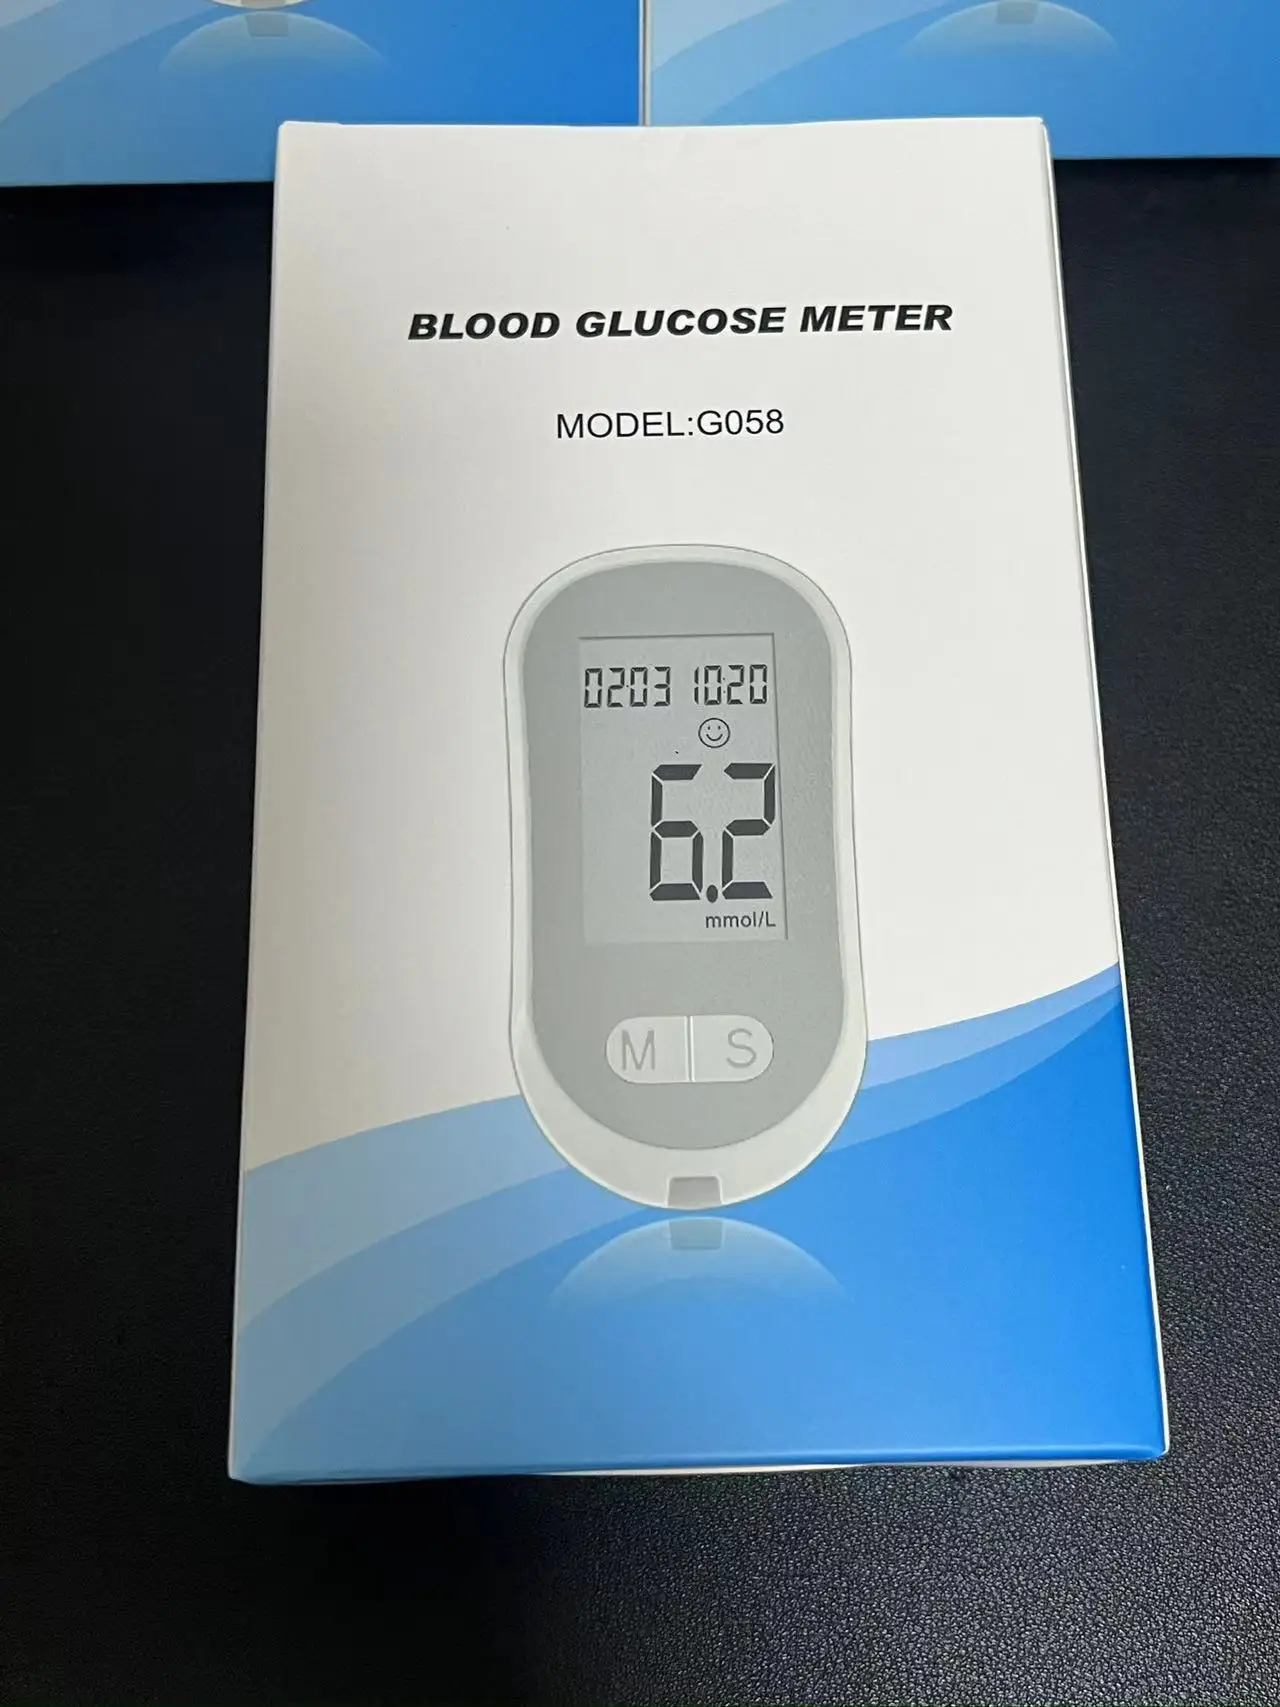 BLOOD GLUCOSE METER
MODEL:G058
0203 10:20
6.2
mmol/L
M S